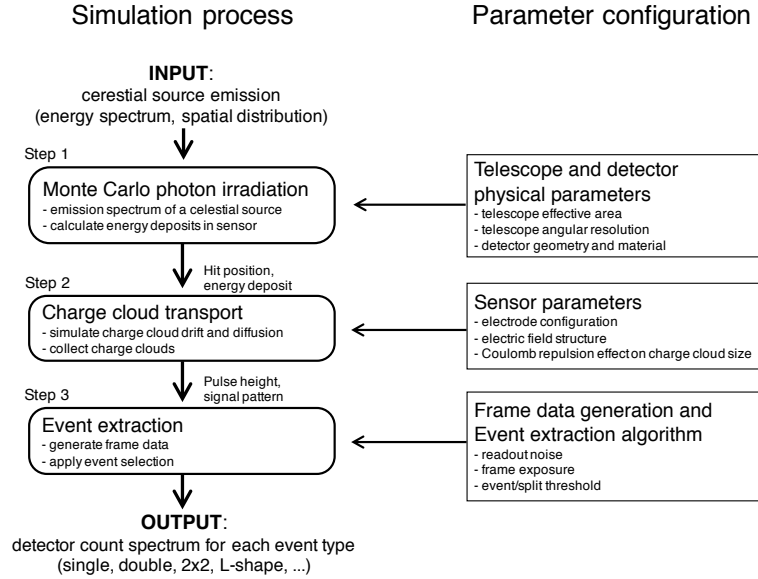 Simulation process
Parameter configuration
INPUT:
cerestial source emission
(energy spectrum, spatial distribution)
Step 1
Monte Carlo photon irradiation
- emission spectrum of a celestial source
- calculate energy deposits in sensor
Telescope and detector
physical parameters
- telescope effective area
- telescope angular resolution
- detector geometry and material
Hit position,
energy deposit
Step 2
Charge cloud transport
- simulate charge cloud drift and diffusion
- collect charge clouds
Sensor parameters
- electrode configuration
- electric field structure
- Coulomb repulsion effect on charge cloud size
Pulse height,
signal pattern
Step 3
Event extraction
- generate frame data
- apply event selection
Frame data generation and
Event extraction algorithm
- readout noise
- frame exposure
- event/split threshold
OUTPUT:
detector count spectrum for each event type
(single, double, 2x2, L-shape, ...)